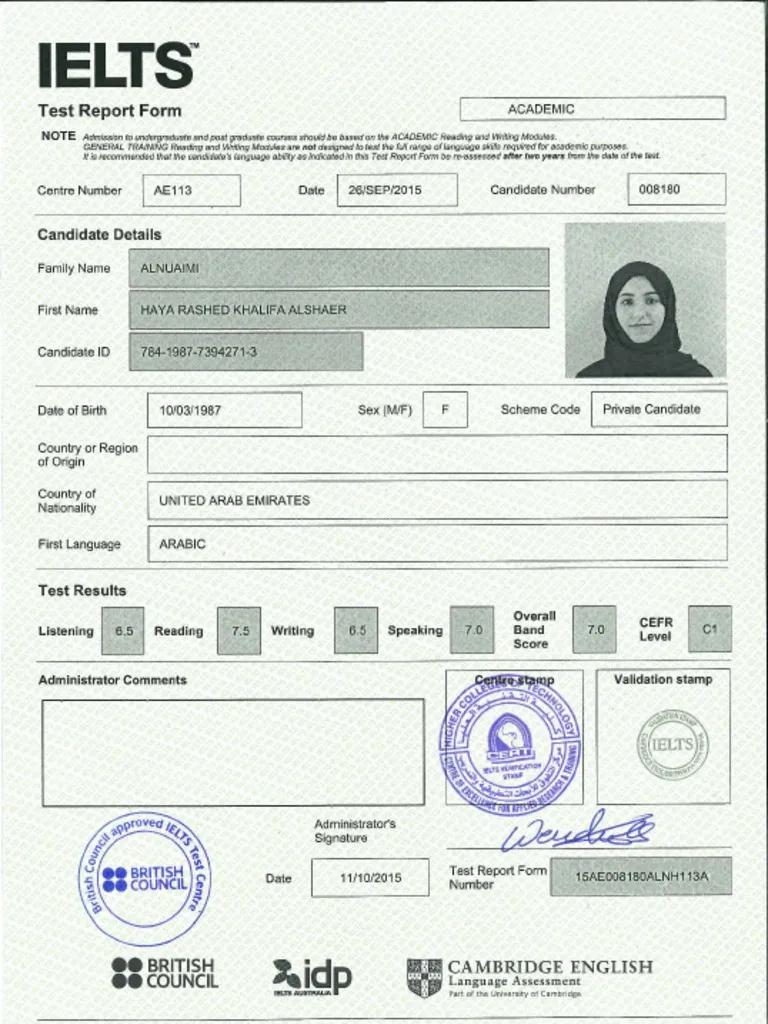 IELTS™
Test Report Form
ACADEMIC
NOTE Admission to undergraduate and post graduate courses should be based on the ACADEMIC Reading and Writing Modules.
GENERAL TRAINING Reading and Writing Modules are not designed to test the full range of language skills required for academic purposes.
It is recommended that the candidate's language ability as indicated in this Test Report Form be re-assessed after two years from the date of the test.
Centre Number AE113 Date 26/SEP/2015 Candidate Number 008180
Candidate Details
Family Name ALNUAIMI
First Name HAYA RASHED KHALIFA ALSHAER
Candidate ID 784-1987-7394271-3
Date of Birth 10/03/1987 Sex (M/F) F Scheme Code Private Candidate
Country or Region
of Origin
Country of
Nationality
UNITED ARAB EMIRATES
First Language ARABIC
Test Results
Listening 6.5 Reading 7.5 Writing 6.5 Speaking 7.0 Overall
Band
Score
7.0 CEFR
Level
C1
Administrator Comments
Centre stamp
Validation stamp
HIGHER COLLEGES OF TECHNOLOGY
كليات التقنية العليا
CERT
IELTS VERIFICATION
STAMP
CENTRE OF EXCELLENCE FOR APPLIED RESEARCH & TRAINING
IELTS
British Council approved IELTS Test Centre
BRITISH
COUNCIL
Administrator's
Signature
Date 11/10/2015
Test Report Form
Number
15AE008180ALNH113A
BRITISH
COUNCIL
idp
IELTS AUSTRALIA
CAMBRIDGE ENGLISH
Language Assessment
Part of the University of Cambridge